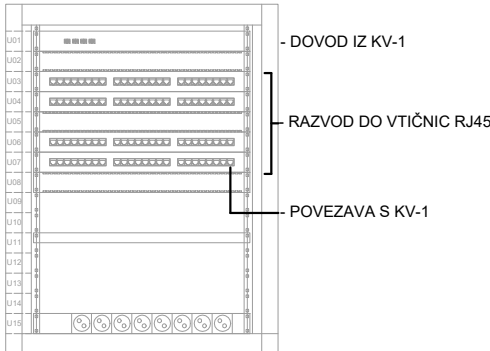 U01
- DOVOD IZ KV-1
U02
U03
U04
U05
- RAZVOD DO VTIČNIC RJ45
U06
U07
U08
U09
- POVEZAVA S KV-1
U10
U11
U12
U13
U14
U15